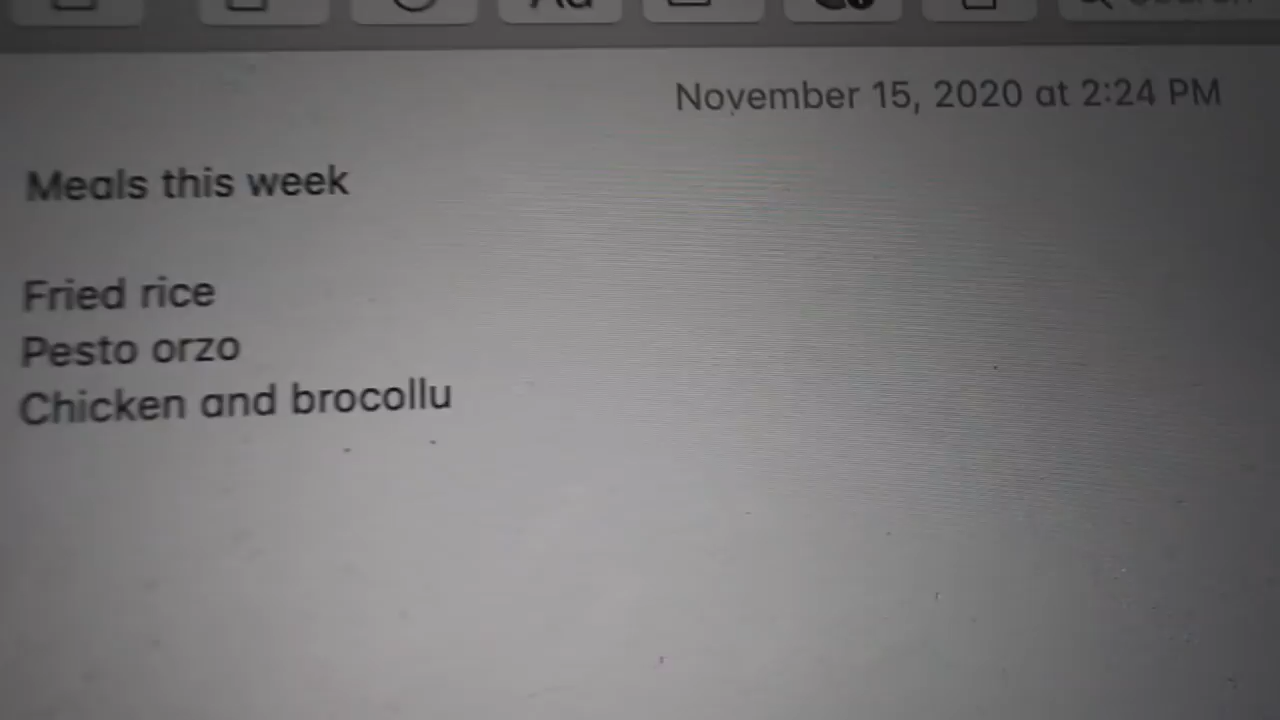 November 15, 2020 at 2:24 PM
Meals this week
Fried rice
Pesto orzo
Chicken and brocollu